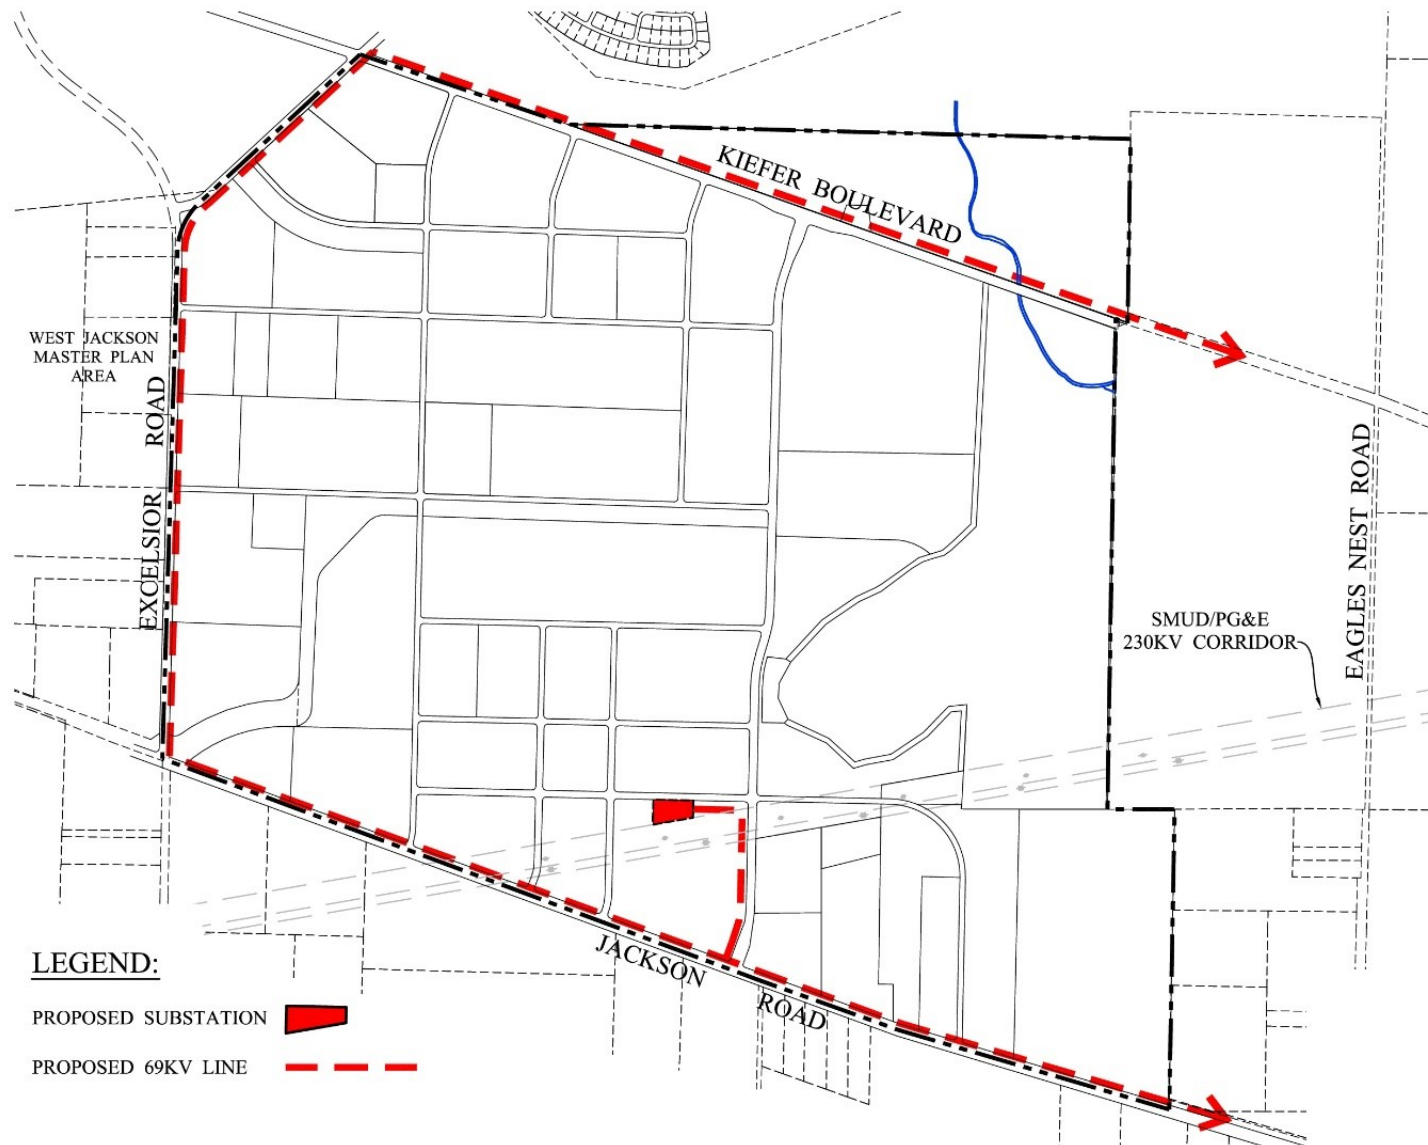 KIEFER BOULEVARD
WEST JACKSON
MASTER PLAN
AREA
EXCELSIOR ROAD
EAGLES NEST ROAD
SMUD/PG&E
230KV CORRIDOR
JACKSON ROAD
LEGEND:
PROPOSED SUBSTATION
PROPOSED 69KV LINE